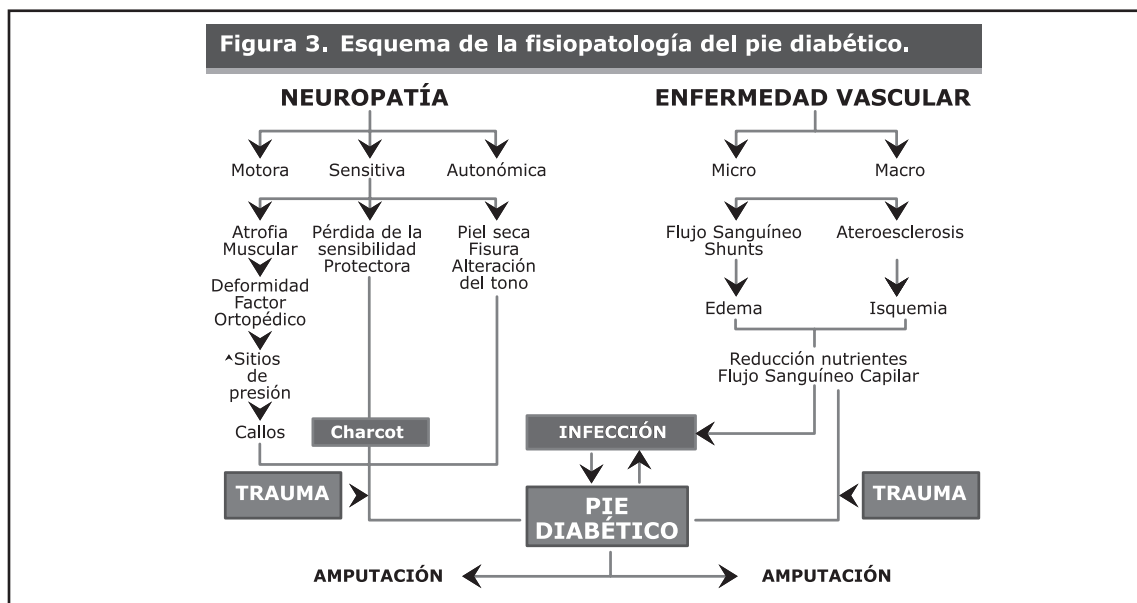 Figura 3. Esquema de la fisiopatología del pie diabético.
NEUROPATÍA
ENFERMEDAD VASCULAR
Motora
Sensitiva
Autonómica
Micro
Macro
Atrofia
Muscular
Pérdida de la
sensibilidad
Protectora
Piel seca
Fisura
Alteración
del tono
Flujo Sanguíneo
Shunts
Ateroesclerosis
Deformidad
Factor
Ortopédico
Edema
Isquemia
Sitios
de
presión
Reducción nutrientes
Flujo Sanguíneo Capilar
Callos
Charcot
INFECCIÓN
TRAUMA
PIE
DIABÉTICO
TRAUMA
AMPUTACIÓN
AMPUTACIÓN